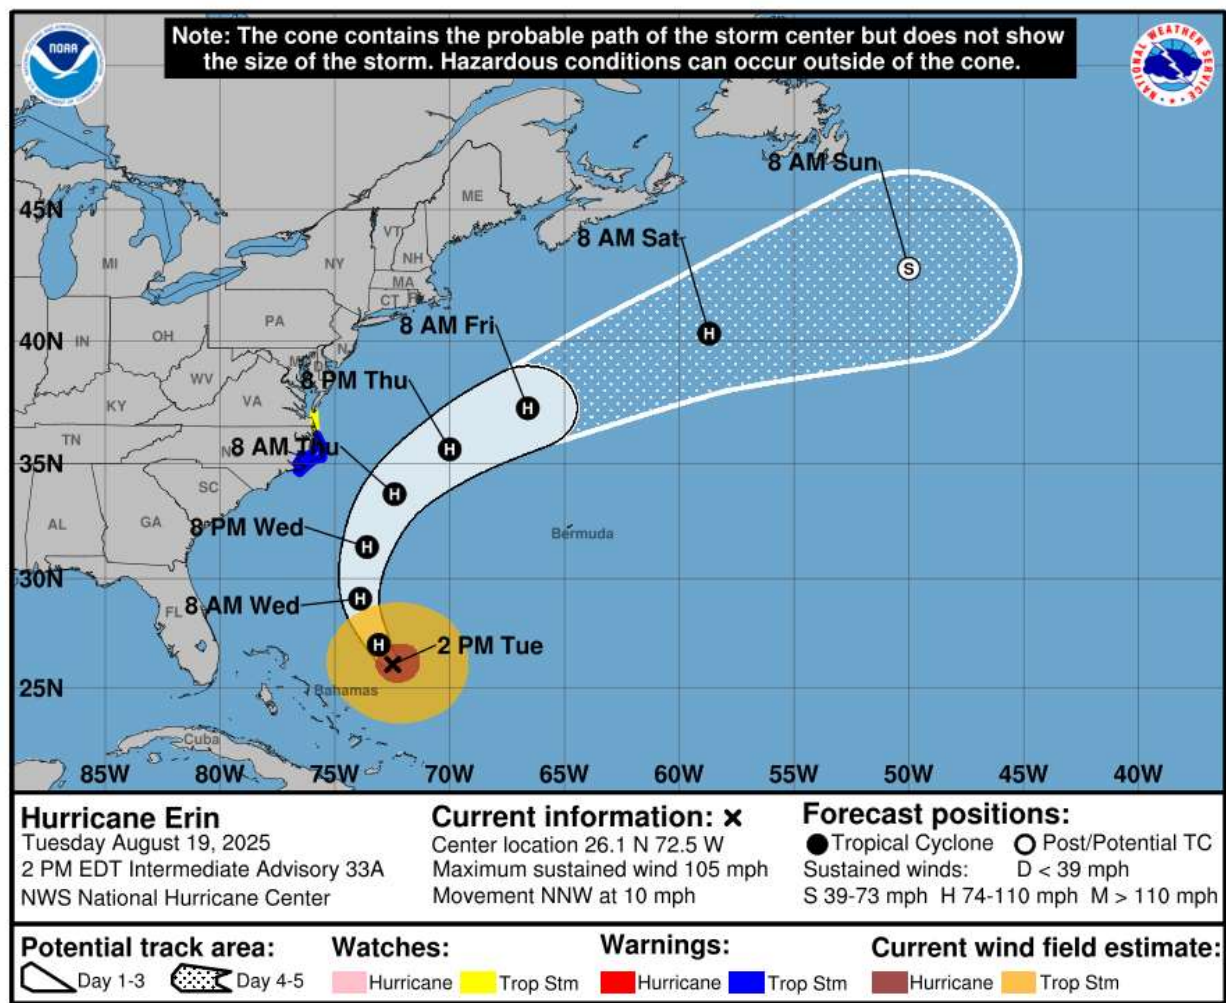 Note: The cone contains the probable path of the storm center but does not show
the size of the storm. Hazardous conditions can occur outside of the cone.
NOAA
NATIONAL WEATHER SERVICE
8 AM Sun
ME
45N
8 AM Sat
VT
NH
MI
NY
MA
CT
S
8 AM Fri
PA
40N
IN
OH
N
H
WV
8 PM Thu
H
KY
VA
H
TN
8 AM Thu
35N
SC
H
AL
GA
8 PM Wed
H
Bermuda
30N
FL
8 AM Wed
H
H
2 PM Tue
25N
Bahamas
Cuba
85W 80W 75W 70W 65W 60W 55W 50W 45W 40W
Hurricane Erin
Tuesday August 19, 2025
2 PM EDT Intermediate Advisory 33A
NWS National Hurricane Center
Current information: ×
Center location 26.1 N 72.5 W
Maximum sustained wind 105 mph
Movement NNW at 10 mph
Forecast positions:
Tropical Cyclone Post/Potential TC
Sustained winds: D < 39 mph
S 39-73 mph H 74-110 mph M > 110 mph
Potential track area:
Day 1-3 Day 4-5
Watches:
Hurricane Trop Stm
Warnings:
Hurricane Trop Stm
Current wind field estimate:
Hurricane Trop Stm